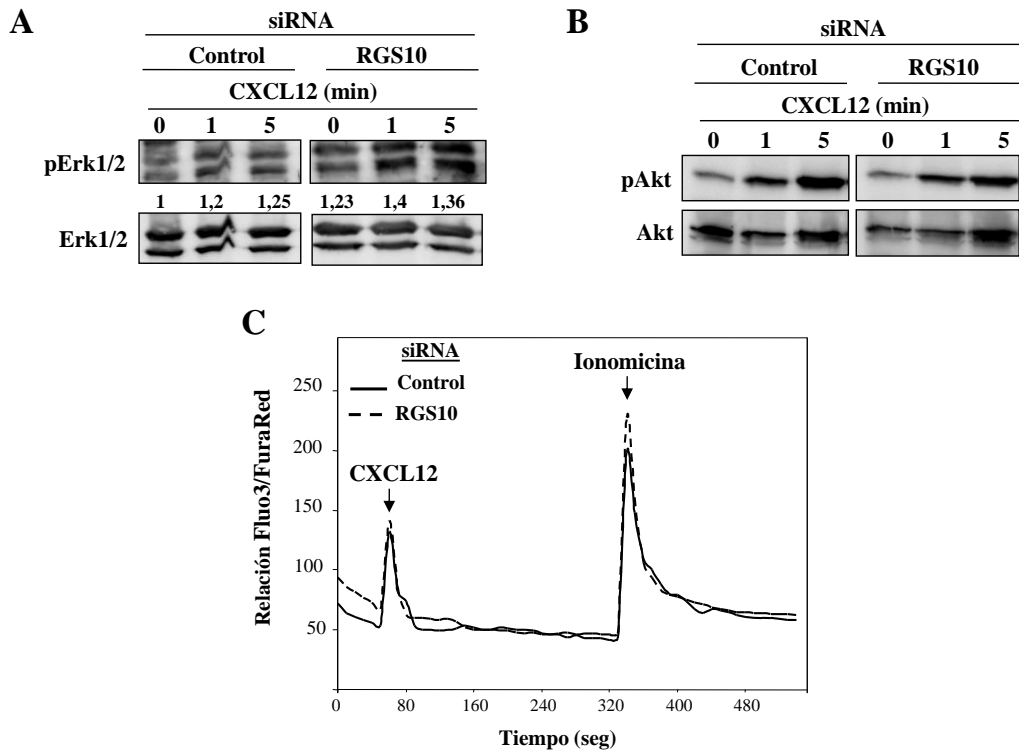 A
siRNA
Control RGS10
CXCL12 (min)
0 1 5 0 1 5
pErk1/2
1 1,2 1,25 1,23 1,4 1,36
Erk1/2
B
siRNA
Control RGS10
CXCL12 (min)
0 1 5 0 1 5
pAkt
Akt
C
siRNA
Control
RGS10
CXCL12
Ionomicina
Relación Fluo3/FuraRed
250
200
150
100
50
0 80 160 240 320 400 480
Tiempo (seg)